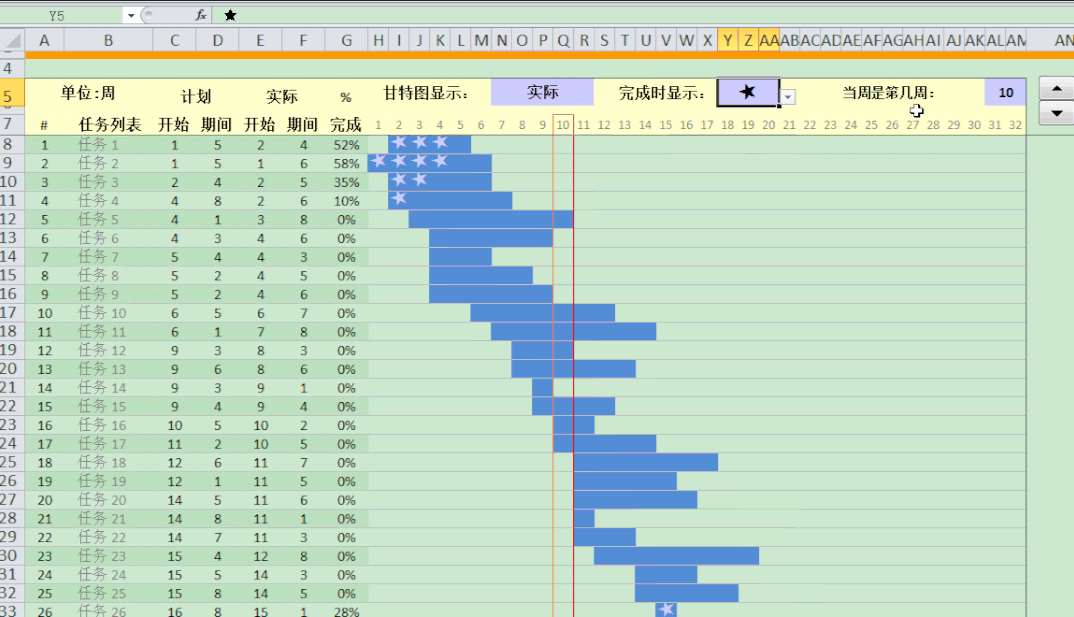 Y5 fx ★
A B C D E F G H I J K L M N O P Q R S T U V W X Y Z AA AB AC AD AE AF AG AH AI AJ AK AL AM AN
4
5 单位:周 计划 实际 % 甘特图显示: 实际 完成时显示: ★ 当周是第几周: 10
7 # 任务列表 开始 期间 开始 期间 完成 1 2 3 4 5 6 7 8 9 10 11 12 13 14 15 16 17 18 19 20 21 22 23 24 25 26 27 28 29 30 31 32
8 1 任务 1 1 5 2 4 52% ★ ★ ★
9 2 任务 2 1 5 1 6 58% ★ ★ ★ ★
10 3 任务 3 2 4 2 5 35% ★ ★
11 4 任务 4 4 8 2 6 10% ★
12 5 任务 5 4 1 3 8 0%
13 6 任务 6 4 3 4 6 0%
14 7 任务 7 5 4 4 3 0%
15 8 任务 8 5 2 4 5 0%
16 9 任务 9 5 2 4 6 0%
17 10 任务 10 6 5 6 7 0%
18 11 任务 11 6 1 7 8 0%
19 12 任务 12 9 3 8 3 0%
20 13 任务 13 9 6 8 6 0%
21 14 任务 14 9 3 9 1 0%
22 15 任务 15 9 4 9 4 0%
23 16 任务 16 10 5 10 2 0%
24 17 任务 17 11 2 10 5 0%
25 18 任务 18 12 6 11 7 0%
26 19 任务 19 12 1 11 5 0%
27 20 任务 20 14 5 11 6 0%
28 21 任务 21 14 8 11 1 0%
29 22 任务 22 14 7 11 3 0%
30 23 任务 23 15 4 12 8 0%
31 24 任务 24 15 5 14 3 0%
32 25 任务 25 15 8 14 5 0%
33 26 任务 26 16 8 15 1 28% ★